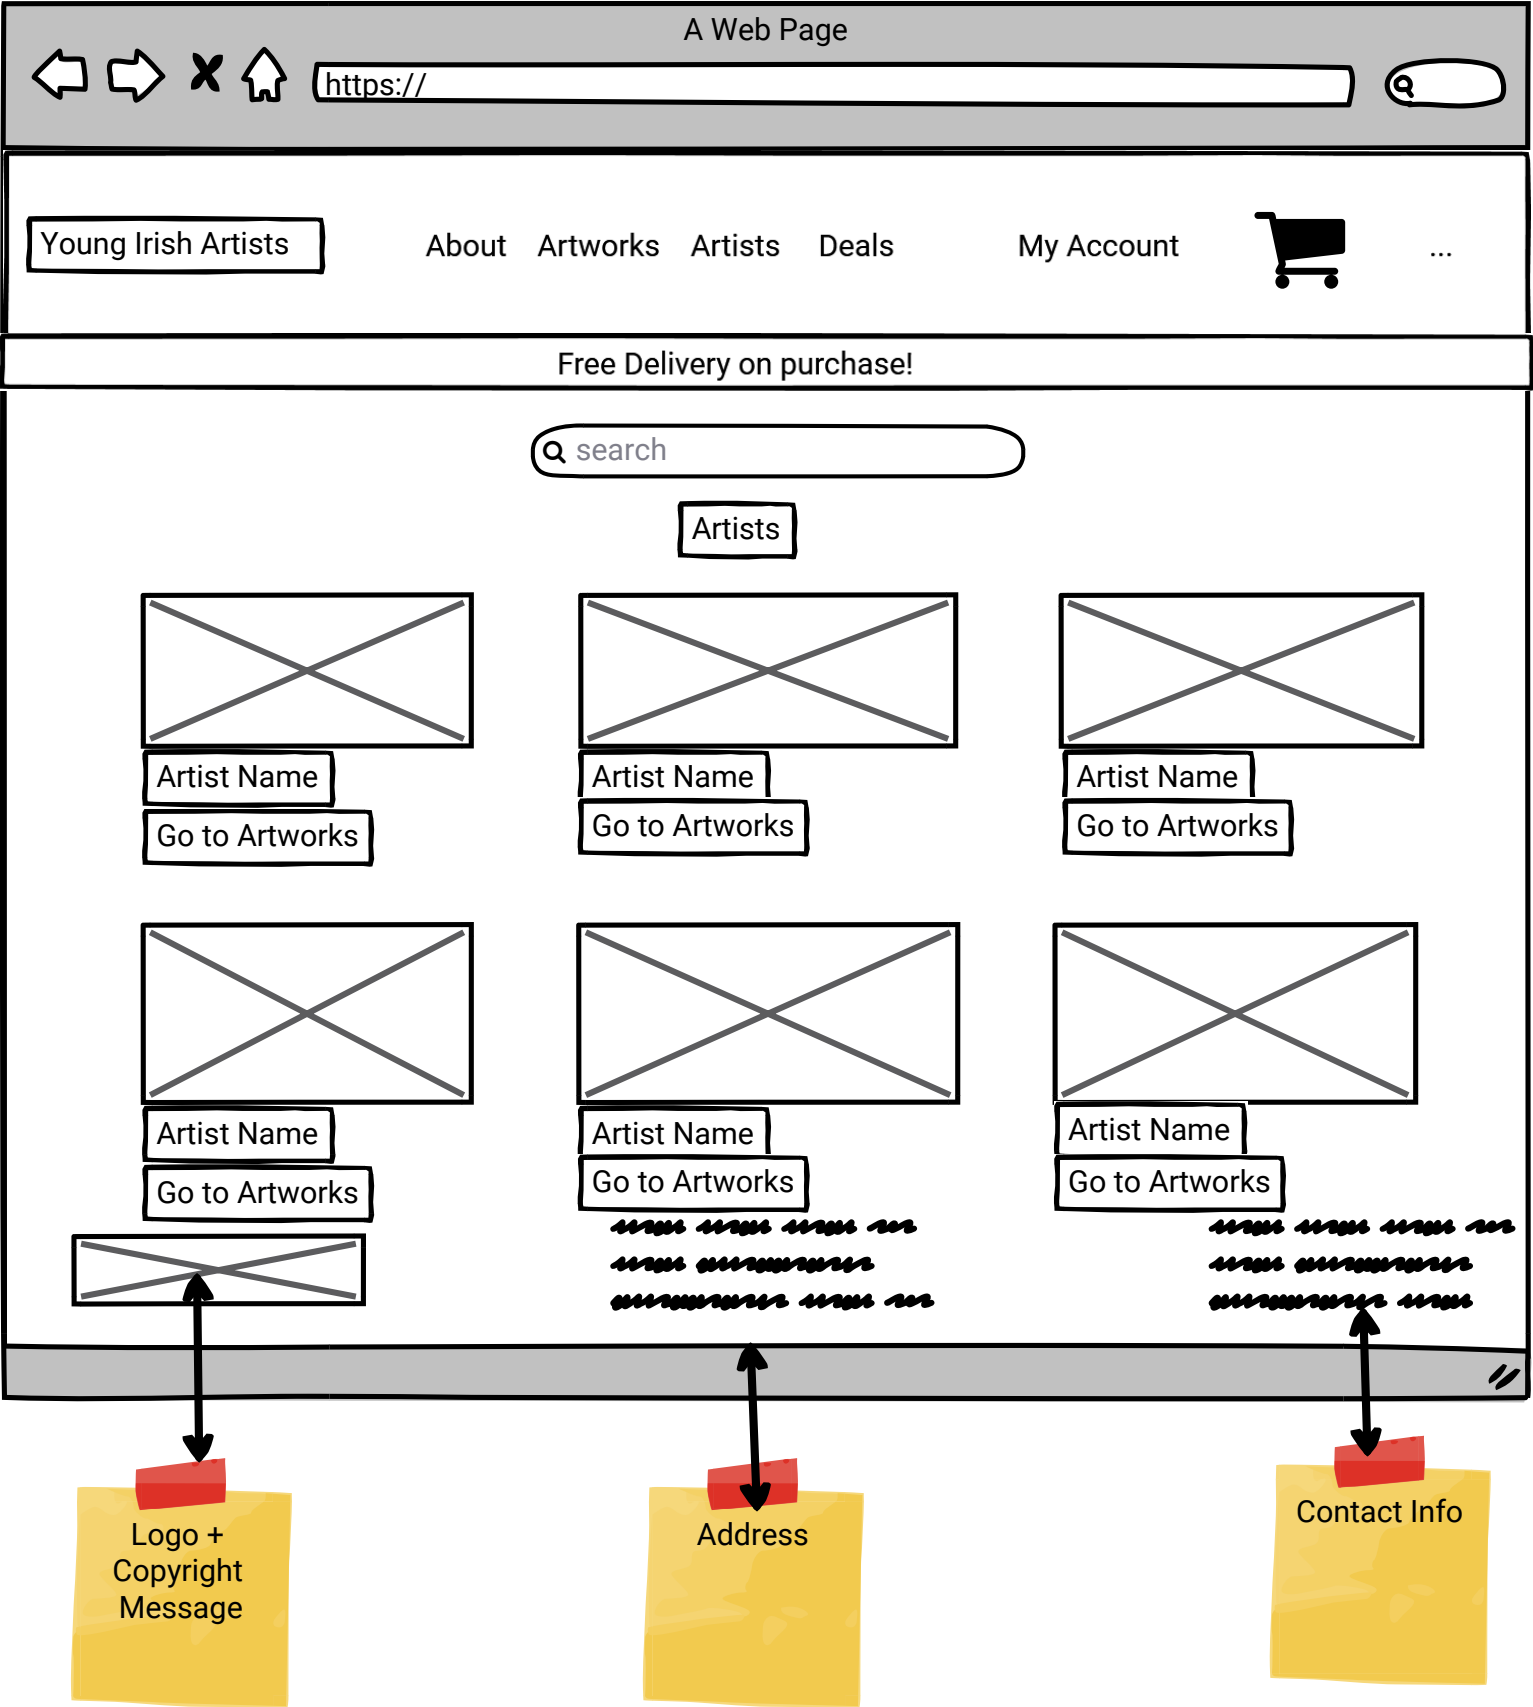 A Web Page
https://
Young Irish Artists
About Artworks Artists Deals My Account ...
Free Delivery on purchase!
search
Artists
Artist Name Artist Name Artist Name
Go to Artworks Go to Artworks Go to Artworks
Artist Name Artist Name Artist Name
Go to Artworks Go to Artworks Go to Artworks
Logo +
Copyright
Message
Address
Contact Info